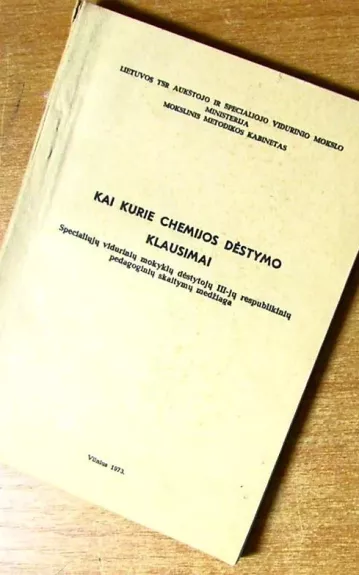 LIETUVOS TSR AUKŠTOJO IR SPECIALIOJO VIDURINIO MOKSLO
MINISTERIJA
MOKSLINIS METODIKOS KABINETAS
KAI KURIE CHEMIJOS DĖSTYMO
KLAUSIMAI
Specialiųjų vidurinių mokyklų dėstytojų III-jų respublikinių
pedagoginių skaitymų medžiaga
Vilnius 1973.